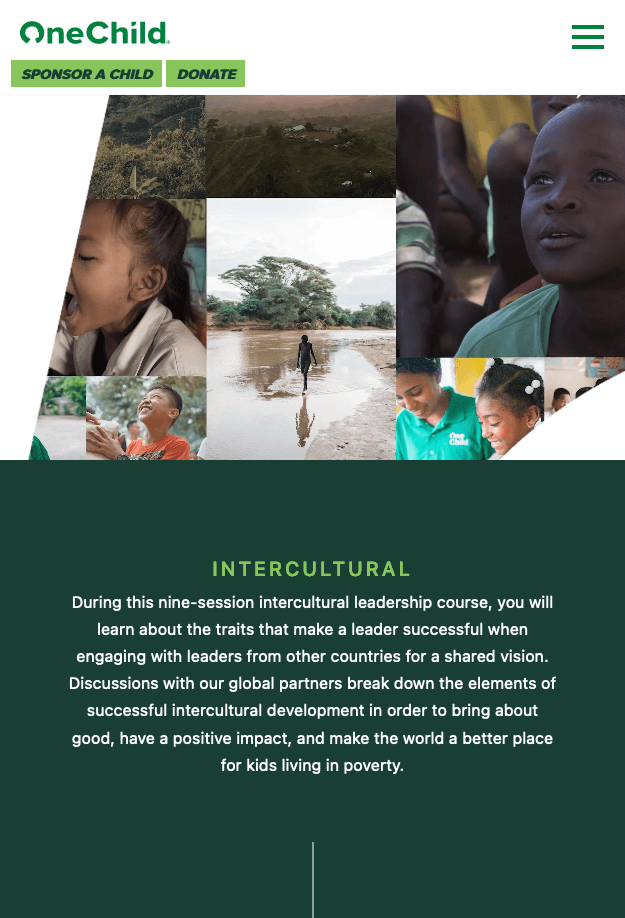 OneChild
SPONSOR A CHILD
DONATE
One
Child
INTERCULTURAL
During this nine-session intercultural leadership course, you will
learn about the traits that make a leader successful when
engaging with leaders from other countries for a shared vision.
Discussions with our global partners break down the elements of
successful intercultural development in order to bring about
good, have a positive impact, and make the world a better place
for kids living in poverty.